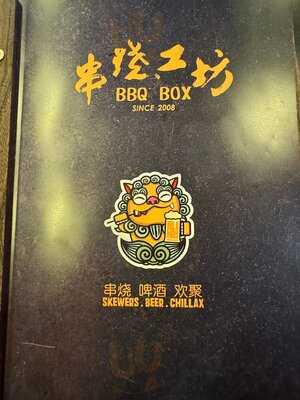 串烧工坊
BBQ BOX
SINCE 2008
串烧 啤酒 欢聚
SKEWERS . BEER . CHILLAX